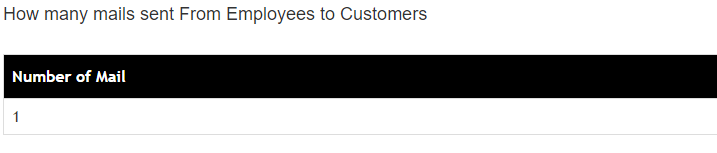 How many mails sent From Employees to Customers
Number of Mail
1